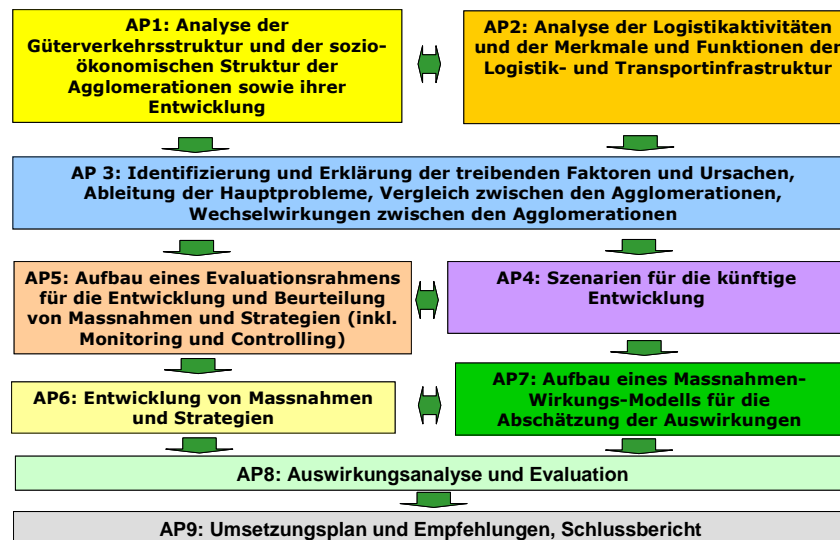 AP1: Analyse der
Güterverkehrsstruktur und der sozio-
ökonomischen Struktur der
Agglomerationen sowie ihrer
Entwicklung
AP2: Analyse der Logistikaktivitäten
und der Merkmale und Funktionen der
Logistik- und Transportinfrastruktur
AP 3: Identifizierung und Erklärung der treibenden Faktoren und Ursachen,
Ableitung der Hauptprobleme, Vergleich zwischen den Agglomerationen,
Wechselwirkungen zwischen den Agglomerationen
AP5: Aufbau eines Evaluationsrahmens
für die Entwicklung und Beurteilung
von Massnahmen und Strategien (inkl.
Monitoring und Controlling)
AP4: Szenarien für die künftige
Entwicklung
AP6: Entwicklung von Massnahmen
und Strategien
AP7: Aufbau eines Massnahmen-
Wirkungs-Modells für die
Abschätzung der Auswirkungen
AP8: Auswirkungsanalyse und Evaluation
AP9: Umsetzungsplan und Empfehlungen, Schlussbericht